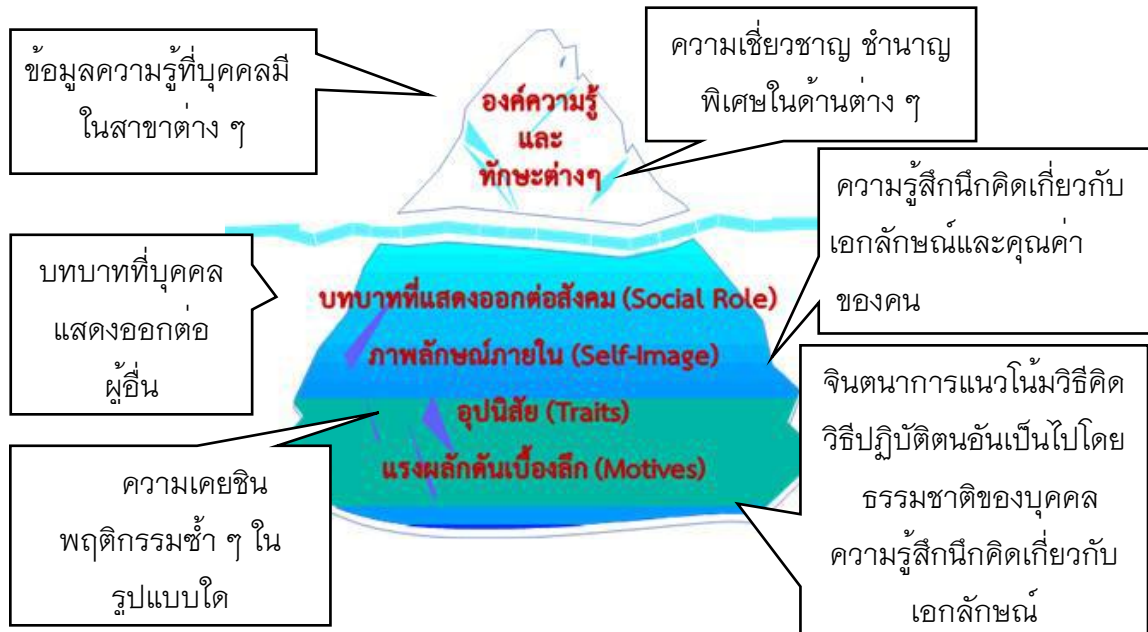 ข้อมูลความรู้ที่บุคคลมี
ในสาขาต่าง ๆ
องค์ความรู้
และ
ทักษะต่างๆ
ความเชี่ยวชาญ ชำนาญ
พิเศษในด้านต่าง ๆ
ความรู้สึกนึกคิดเกี่ยวกับ
เอกลักษณ์และคุณค่า
ของคน
บทบาทที่บุคคล
แสดงออกต่อ
ผู้อื่น
บทบาทที่แสดงออกต่อสังคม (Social Role)
ภาพลักษณ์ภายใน (Self-Image)
อุปนิสัย (Traits)
แรงผลักดันเบื้องลึก (Motives)
จินตนาการแนวโน้มวิธีคิด
วิธีปฏิบัติตนอันเป็นไปโดย
ธรรมชาติของบุคคล
ความรู้สึกนึกคิดเกี่ยวกับ
เอกลักษณ์
ความเคยชิน
พฤติกรรมซ้ำ ๆ ใน
รูปแบบใด